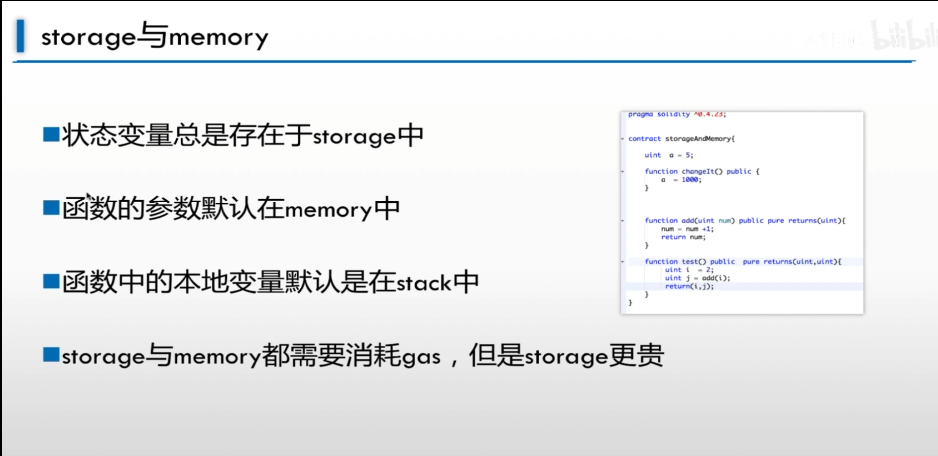 storage与memory
bilibili
状态变量总是存在于storage中
函数的参数默认在memory中
函数中的本地变量默认是在stack中
storage与memory都需要消耗gas，但是storage更贵
pragma solidity ^0.4.23;
contract storageAndMemory{
uint a = 5;
function changeIt() public {
a = 1000;
}
function add(uint num) public pure returns(uint){
num = num +1;
return num;
}
function test() public pure returns(uint,uint){
uint i = 2;
uint j = add(i);
return(i,j);
}
}